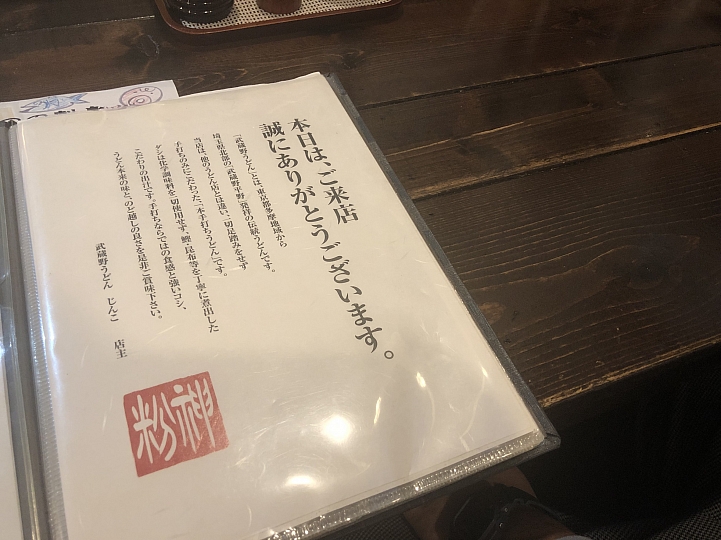 本日は、ご来店
誠にありがとうございます。
「武蔵野うどん」とは、東京都多摩地域から
埼玉県北部の「武蔵野平野」発祥の伝統うどんです。
当店は、他のうどん店とは違い、一切足踏みをせず
手打ちのみにこだわった「本手打ちうどん」です。
ダシは化学調味料を一切使用せず、鰹・昆布等を丁寧に煮出した
こだわりの出汁です。手打ちならではの食感と強いコシ、
うどん本来の味と、のど越しの良さを是非ご賞味下さい。
武蔵野うどん じんこ 店主
神粉